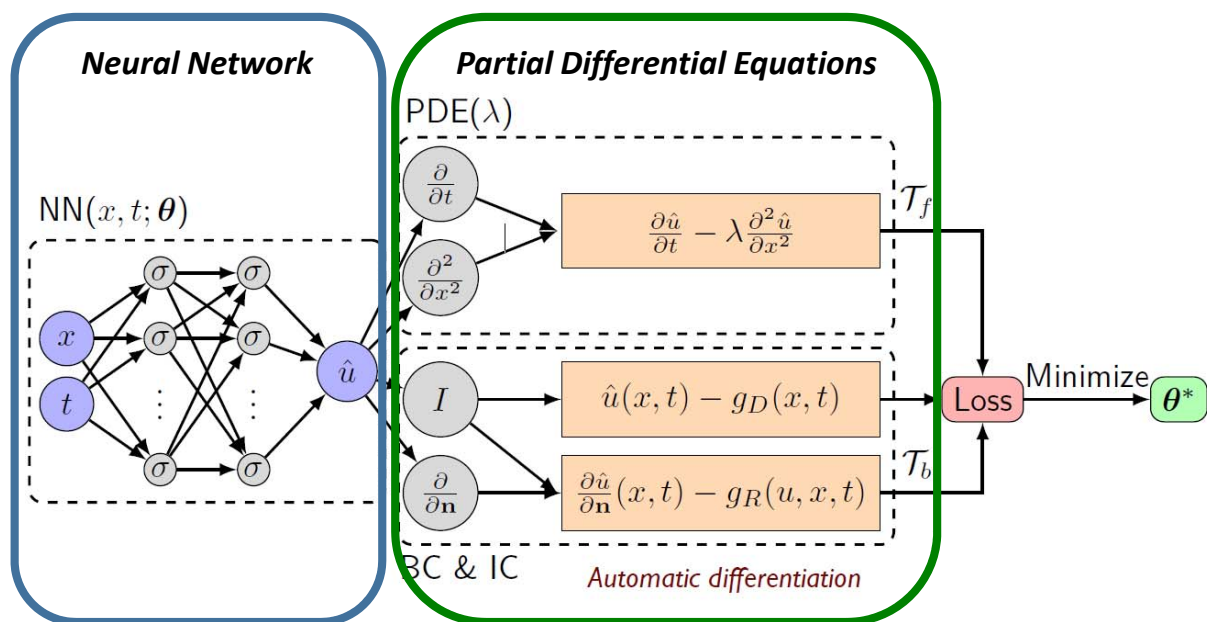 Neural Network
Partial Differential Equations
PDE(λ)
NN(x, t; θ)
x
t
σ
σ
σ
σ
⋮
⋮
σ
σ
û
∂/∂t
∂²/∂x²
∂û/∂t − λ ∂²û/∂x²
𝒯_f
I
û(x, t) − g_D(x, t)
∂/∂n
∂û/∂n (x, t) − g_R(u, x, t)
𝒯_b
BC & IC
Automatic differentiation
Loss
Minimize
θ*